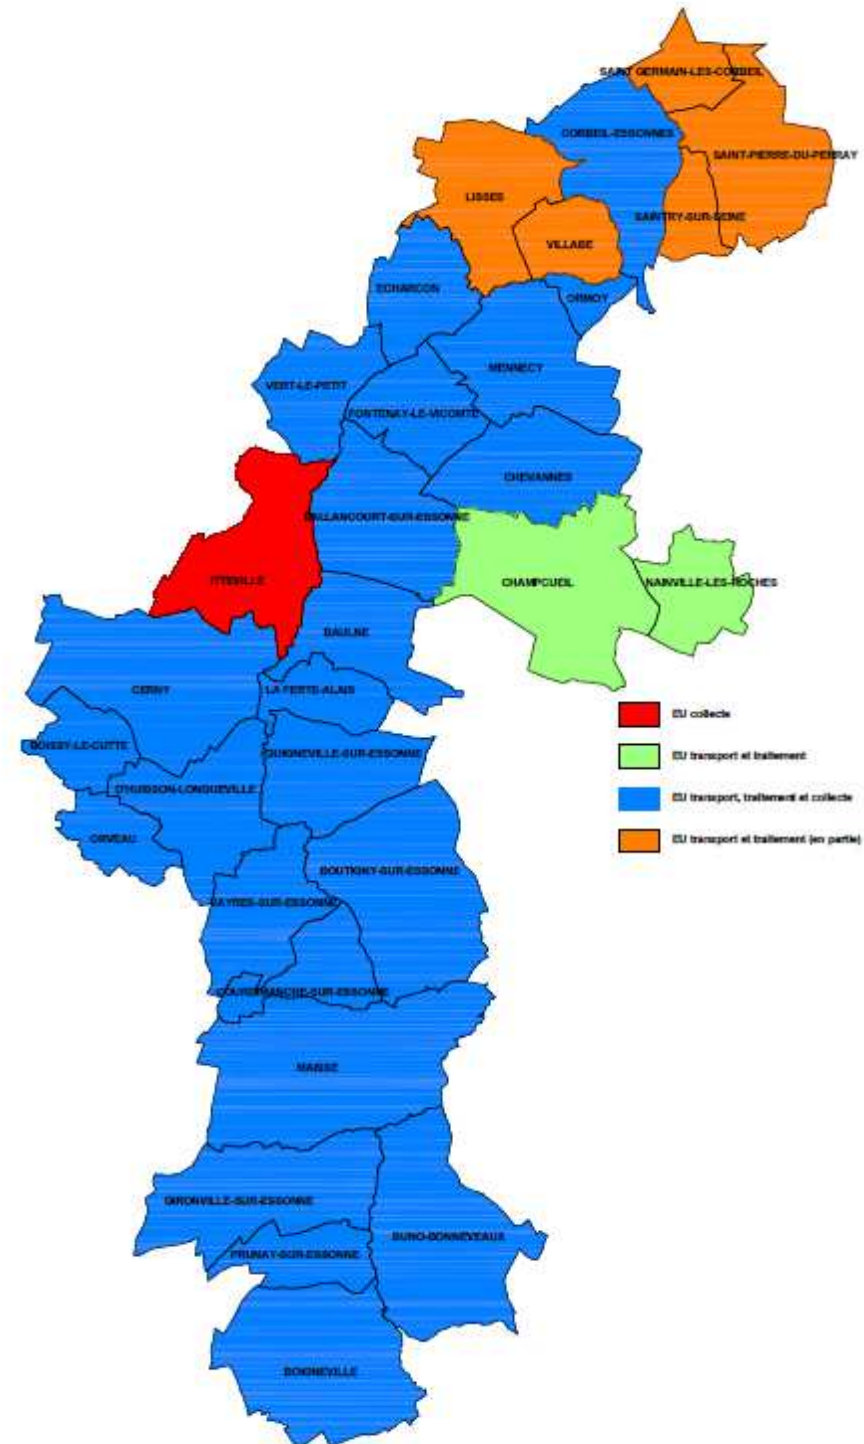 SAINT GERMAIN-LES-CORBEIL
CORBEIL-ESSONNES
SAINT-PIERRE-DU-PERRAY
LISSES
SAINTRY-SUR-SEINE
VILLABE
ECHARCON
ORMOY
MENNECY
VERT-LE-PETIT
FONTENAY-LE-VICOMTE
CHEVANNES
BALLANCOURT-SUR-ESSONNE
ITTEVILLE
CHAMPCUEIL
NAINVILLE-LES-ROCHES
BAULNE
CERNY
LA FERTE-ALAIS
EU collecte
BOISSY-LE-CUTTE
GUIGNEVILLE-SUR-ESSONNE
EU transport et traitement
D'HUISON-LONGUEVILLE
EU transport, traitement et collecte
ORVEAU
EU transport et traitement (en partie)
BOUTIGNY-SUR-ESSONNE
VAYRES-SUR-ESSONNE
COURDIMANCHE-SUR-ESSONNE
MAISSE
GIRONVILLE-SUR-ESSONNE
BUNO-BONNEVAUX
PRUNAY-SUR-ESSONNE
BOIGNEVILLE